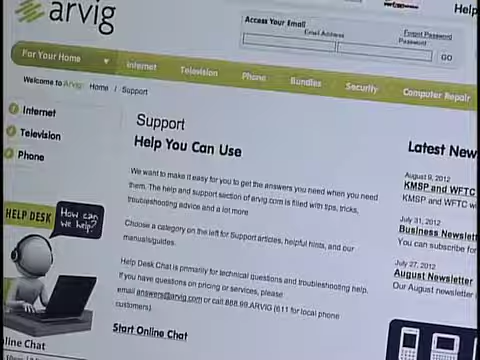 arvig
Access Your Email
Help
Email Address
Forgot Password
Password
GO
For Your Home
Internet
Television
Phone
Bundles
Security
Computer Repair
Welcome to Arvig: Home / Support
Internet
Television
Phone
Support
Help You Can Use
We want to make it easy for you to get the answers you need when you need
them. The help and support section of arvig.com is filled with tips, tricks,
troubleshooting advice and a lot more
Choose a category on the left for Support articles, helpful hints, and our
manuals/guides.
Help Desk Chat is primarily for technical questions and troubleshooting help.
If you have questions on pricing or services, please
email answers@arvig.com or call 888.99.ARVIG (611 for local phone
customers).
Start Online Chat
Latest New
August 9, 2012
KMSP and WFTC
KMSP and WFTC
July 31, 2012
Business Newslett
You can subscribe for
July 27, 2012
August Newsletter
Our August newsletter
HELP DESK
How can
we help?
nline Chat